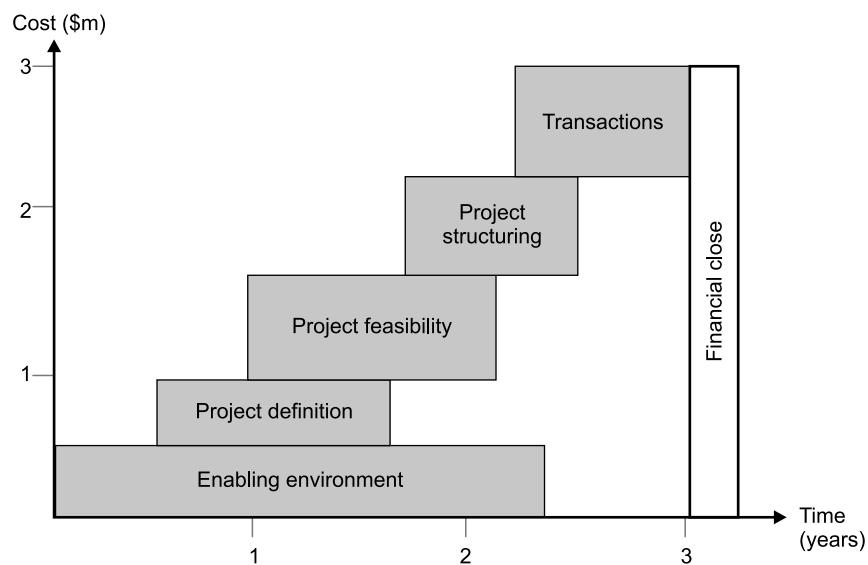 Cost ($m)
3
Transactions
2
Project
structuring
Financial close
Project feasibility
1
Project definition
Enabling environment
1
2
3
Time
(years)